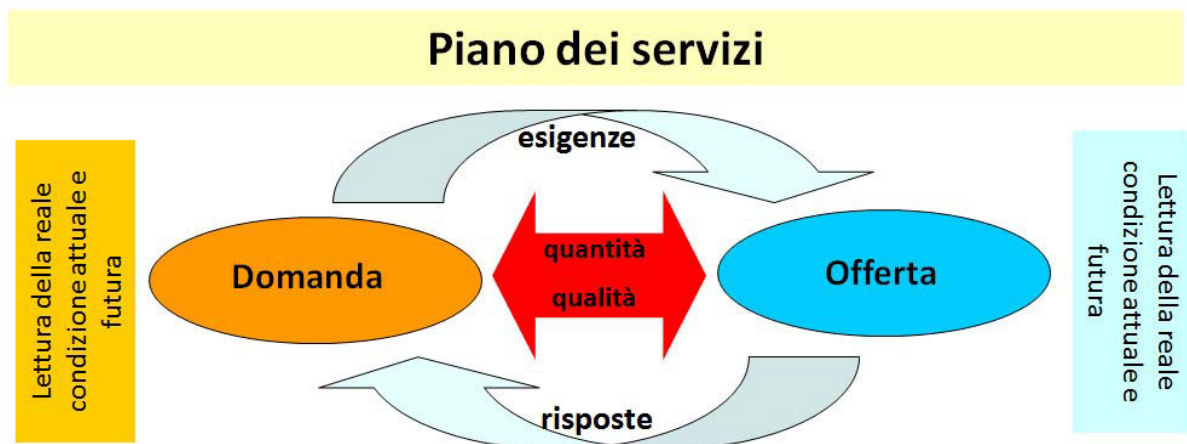 Piano dei servizi
esigenze
Lettura della reale
condizione attuale e
futura
Domanda
quantità
qualità
Offerta
Lettura della reale
condizione attuale e
futura
risposte